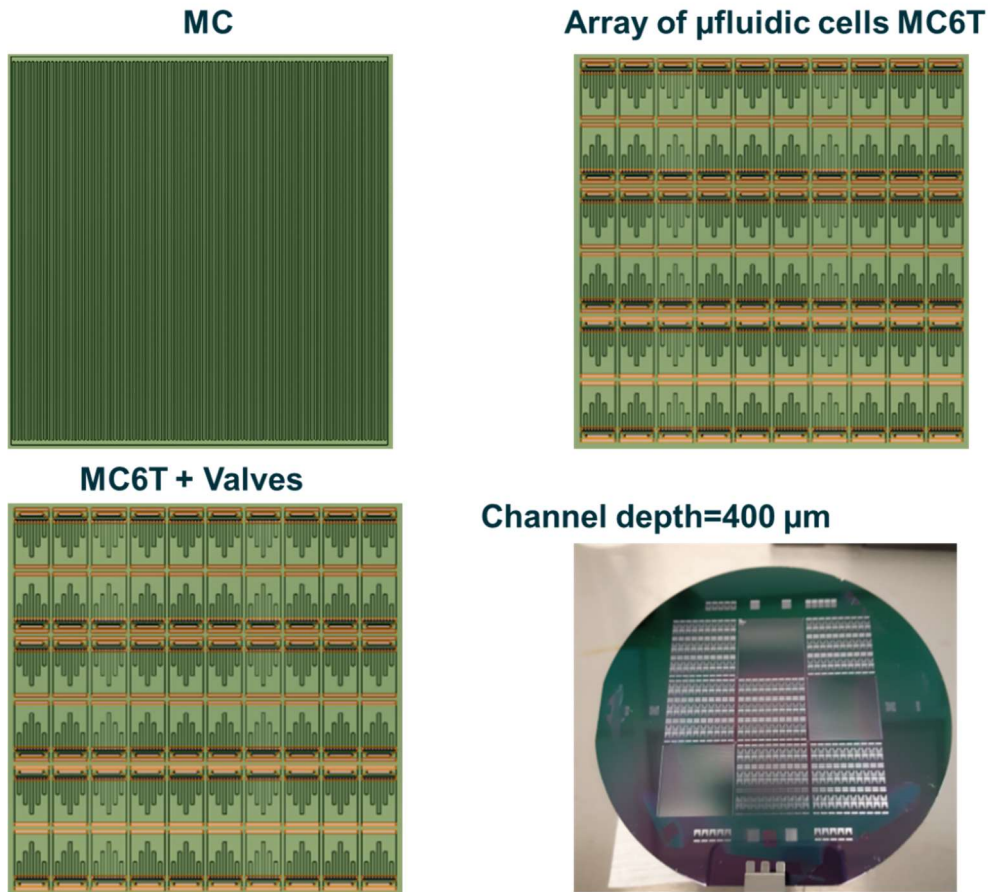 MC
Array of µfluidic cells MC6T
MC6T + Valves
Channel depth=400 µm